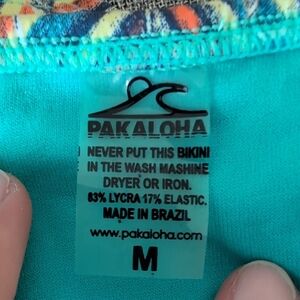 PAKALOHA
NEVER PUT THIS BIKINI
IN THE WASH MASHINE
DRYER OR IRON.
83% LYCRA 17% ELASTIC.
MADE IN BRAZIL
www.pakaloha.com
M